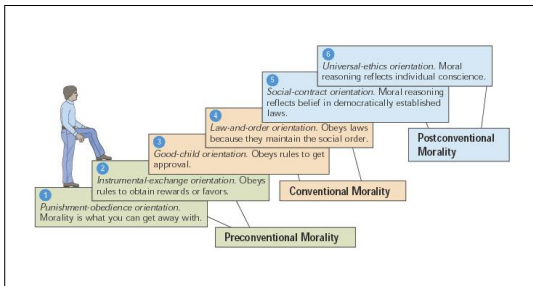 6
Universal-ethics orientation. Moral
reasoning reflects individual conscience.
5
Social-contract orientation. Moral reasoning
reflects belief in democratically established
laws.
4
Law-and-order orientation. Obeys laws
because they maintain the social order.
Postconventional
Morality
3
Good-child orientation. Obeys rules to get
approval.
2
Instrumental-exchange orientation. Obeys
rules to obtain rewards or favors.
Conventional Morality
1
Punishment-obedience orientation.
Morality is what you can get away with.
Preconventional Morality